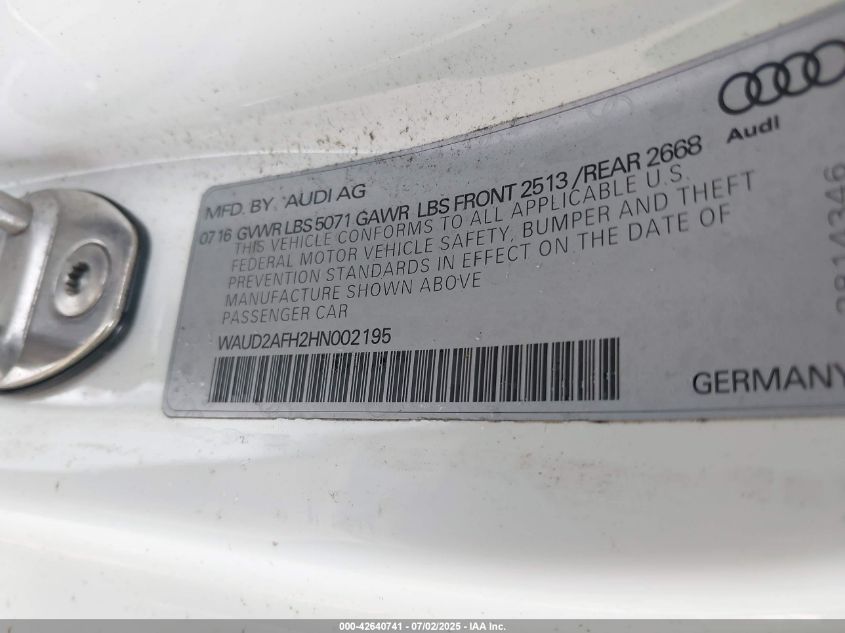 Audi
MFD. BY. AUDI AG
07 16 GVWR LBS 5071 GAWR LBS FRONT 2513 /REAR 2668
THIS VEHICLE CONFORMS TO ALL APPLICABLE U.S.
FEDERAL MOTOR VEHICLE SAFETY, BUMPER AND THEFT
PREVENTION STANDARDS IN EFFECT ON THE DATE OF
MANUFACTURE SHOWN ABOVE
PASSENGER CAR
WAUD2AFH2HN002195
GERMANY
000-42640741 - 07/02/2025 - IAA Inc.